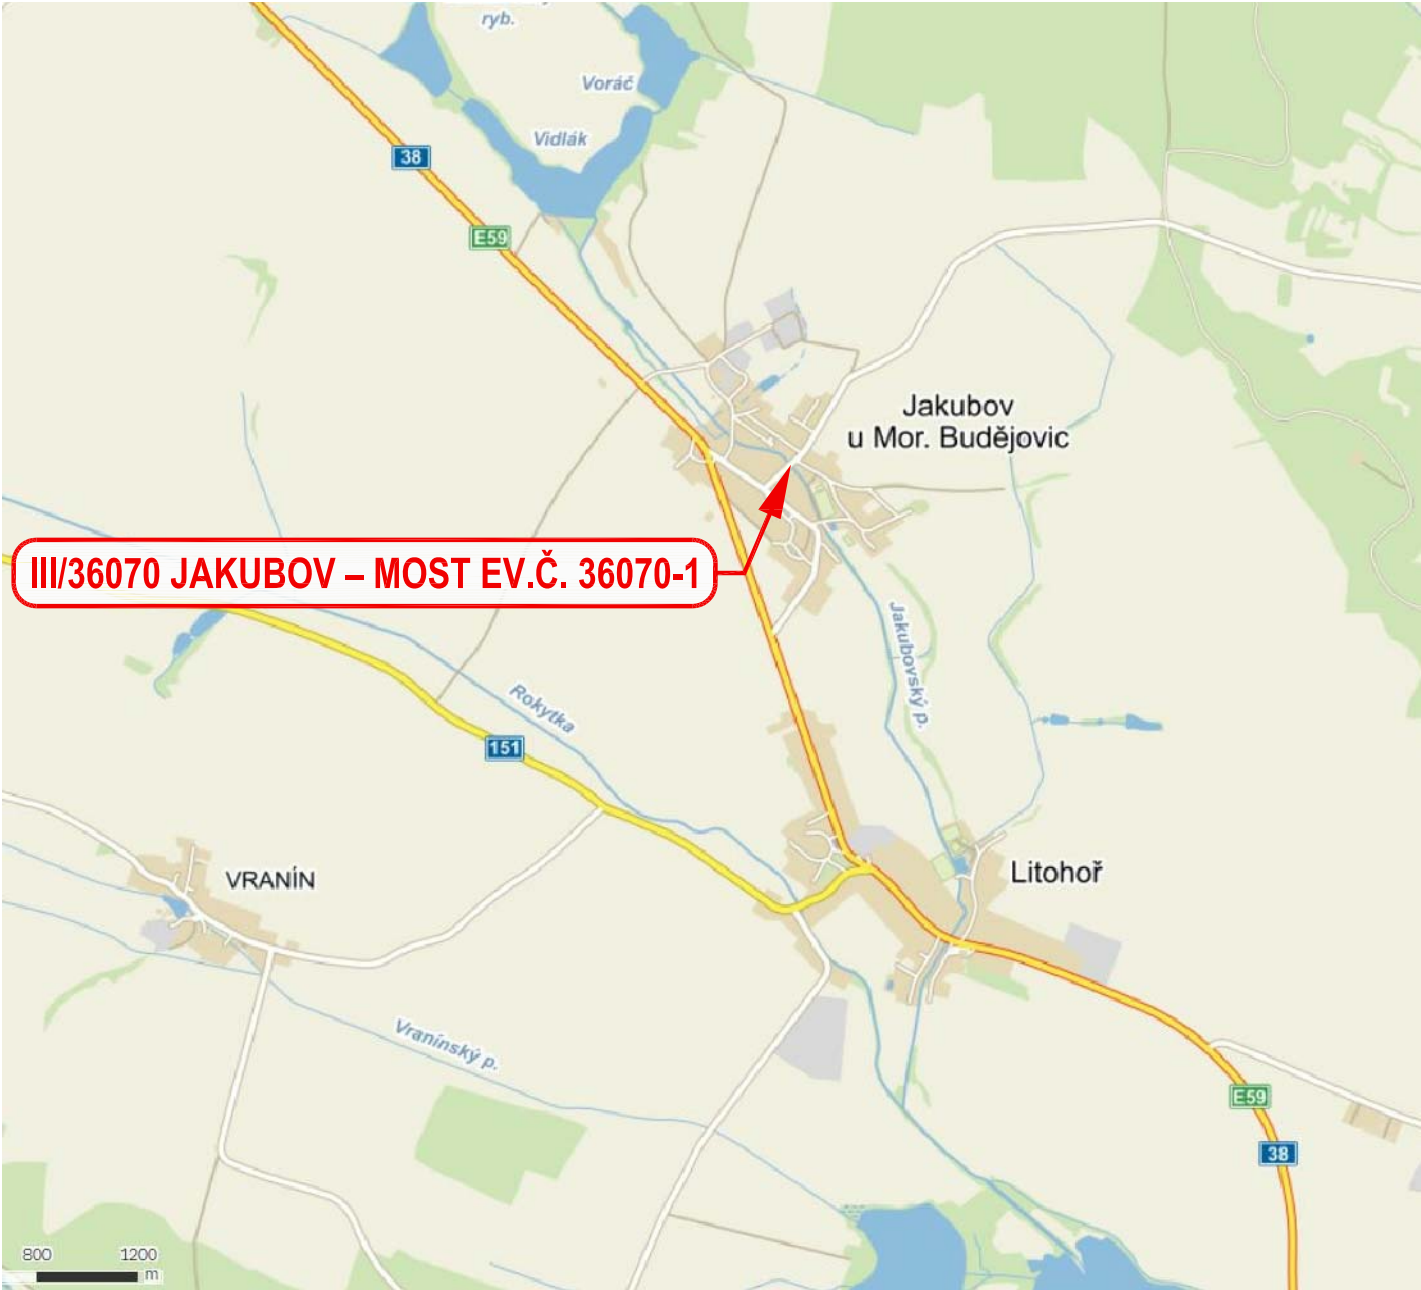 ryb.
Voráč
Vidlák
38
E59
Jakubov
u Mor. Budějovic
III/36070 JAKUBOV – MOST EV.Č. 36070-1
Jakubovský p.
Rokytka
151
VRANÍN
Litohoř
Vranínský p.
E59
38
800 1200
m